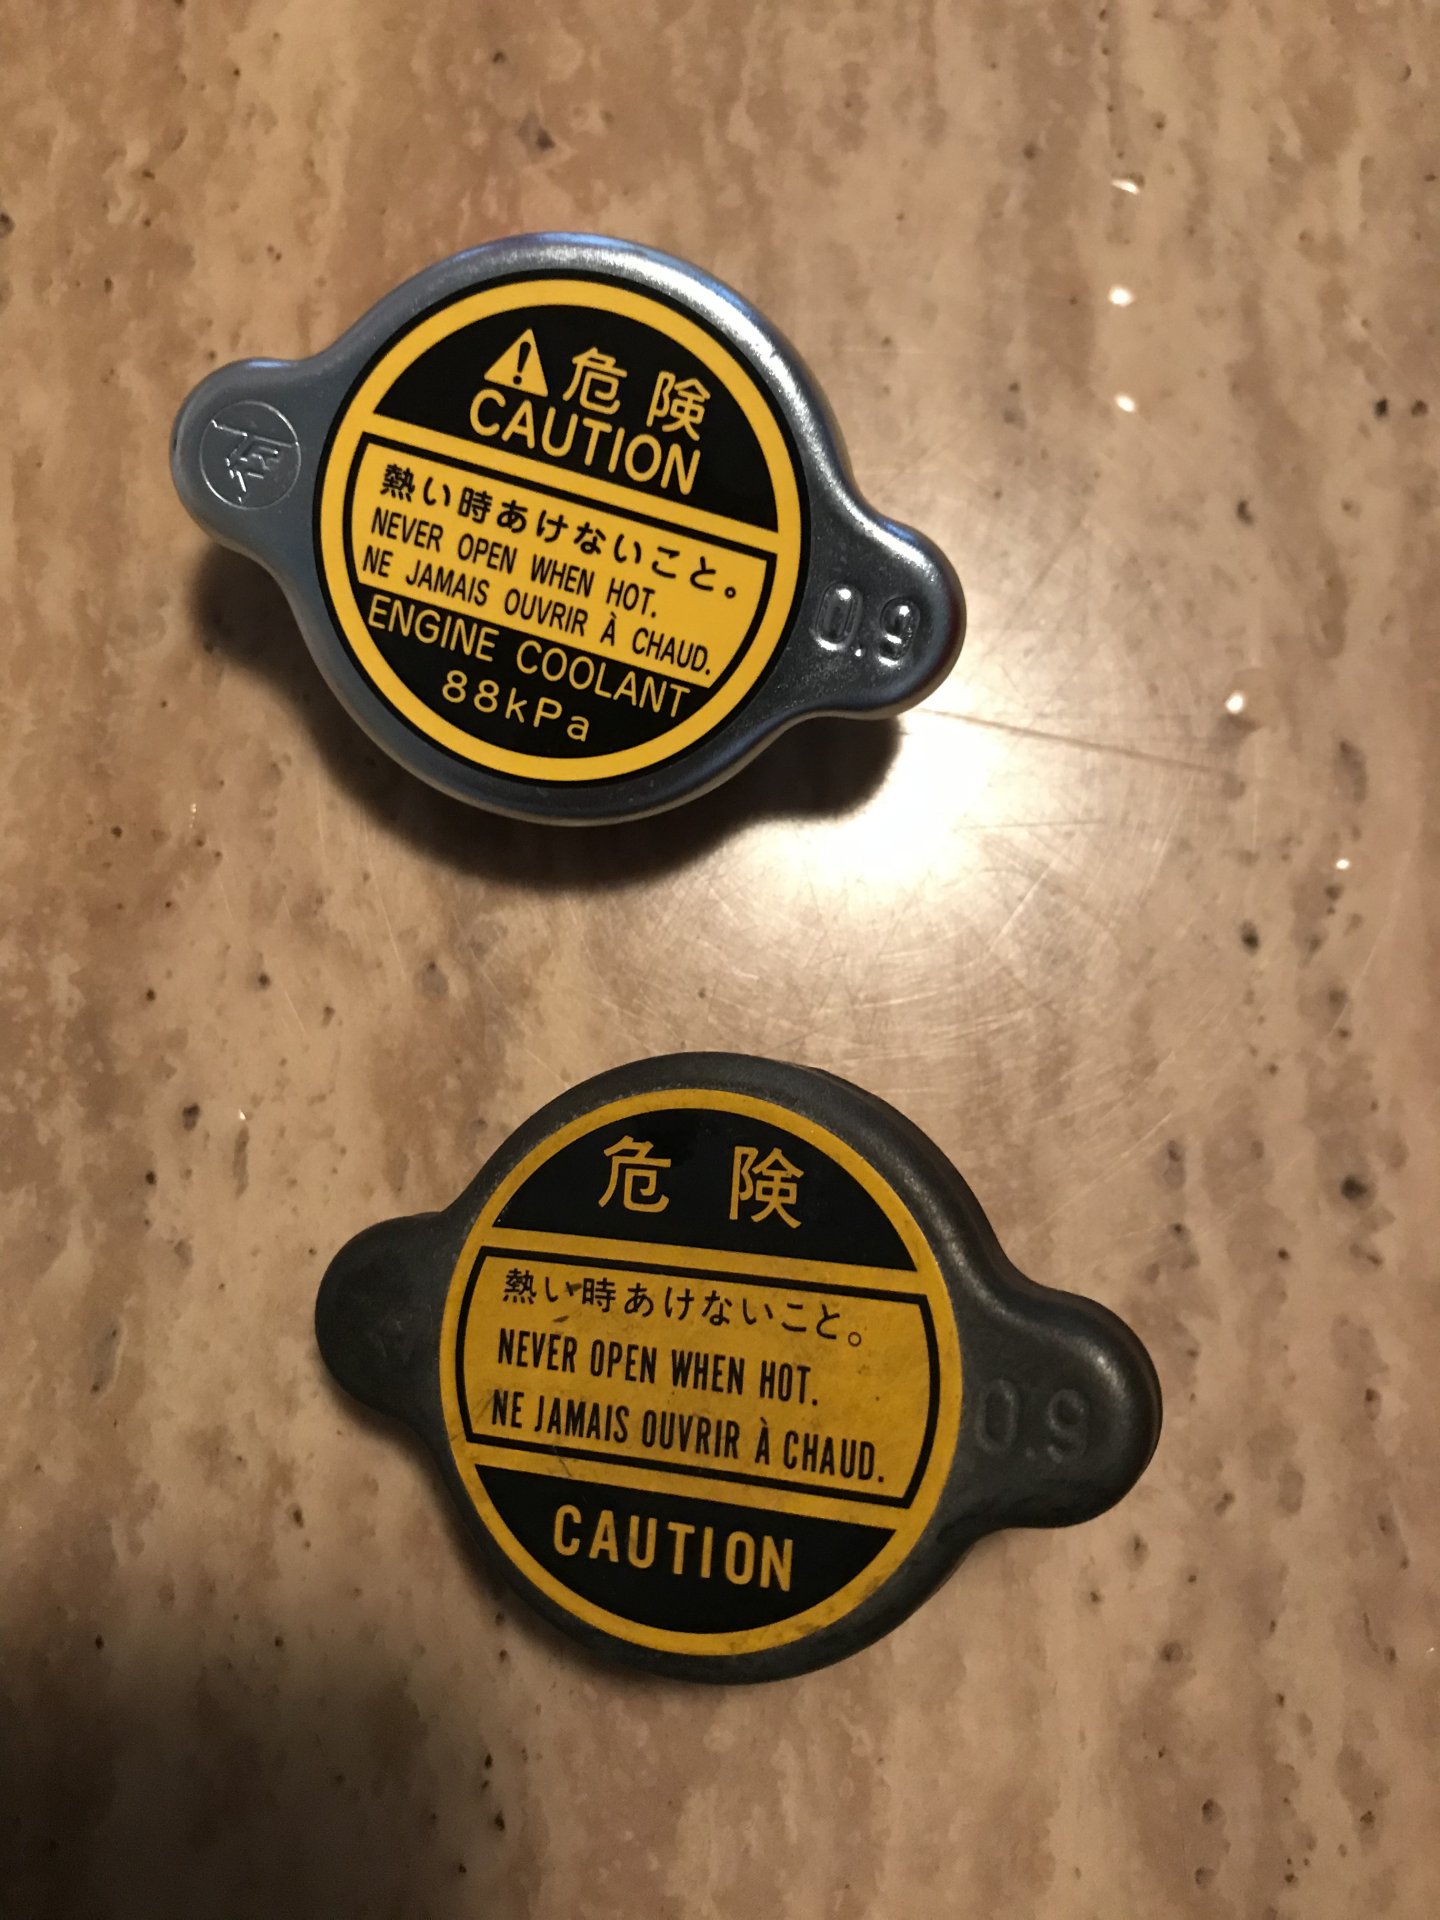 危険
CAUTION
熱い時あけないこと。
NEVER OPEN WHEN HOT.
NE JAMAIS OUVRIR À CHAUD.
ENGINE COOLANT
88kPa
0.9
危険
熱い時あけないこと。
NEVER OPEN WHEN HOT.
NE JAMAIS OUVRIR À CHAUD.
CAUTION
0.9